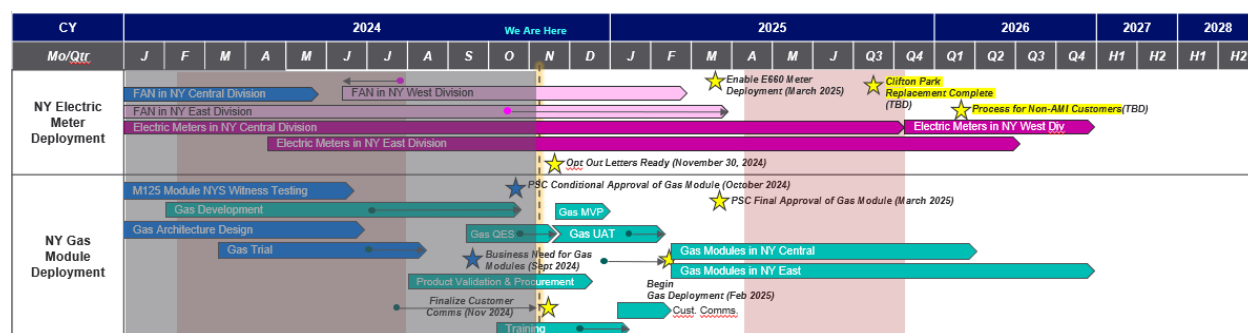 CY 2024 We Are Here 2025 2026 2027 2028
Mo/Qtr J F M A M J J A S O N D J F M A M J Q3 Q4 Q1 Q2 Q3 Q4 H1 H2 H1 H2
NY Electric
Meter
Deployment
FAN in NY Central Division
FAN in NY West Division
Enable E660 Meter
Deployment (March 2025)
Clifton Park
Replacement Complete
(TBD)
FAN in NY East Division
Process for Non-AMI Customers(TBD)
Electric Meters in NY Central Division
Electric Meters in NY West Div
Electric Meters in NY East Division
Opt Out Letters Ready (November 30, 2024)
NY Gas
Module
Deployment
M125 Module NYS Witness Testing
PSC Conditional Approval of Gas Module (October 2024)
PSC Final Approval of Gas Module (March 2025)
Gas Development
Gas MVP
Gas Architecture Design
Gas QES
Gas UAT
Gas Trial
Business Need for Gas
Modules (Sept 2024)
Gas Modules in NY Central
Gas Modules in NY East
Product Validation & Procurement
Begin
Gas Deployment (Feb 2025)
Finalize Customer
Comms (Nov 2024)
Cust. Comms.
Training